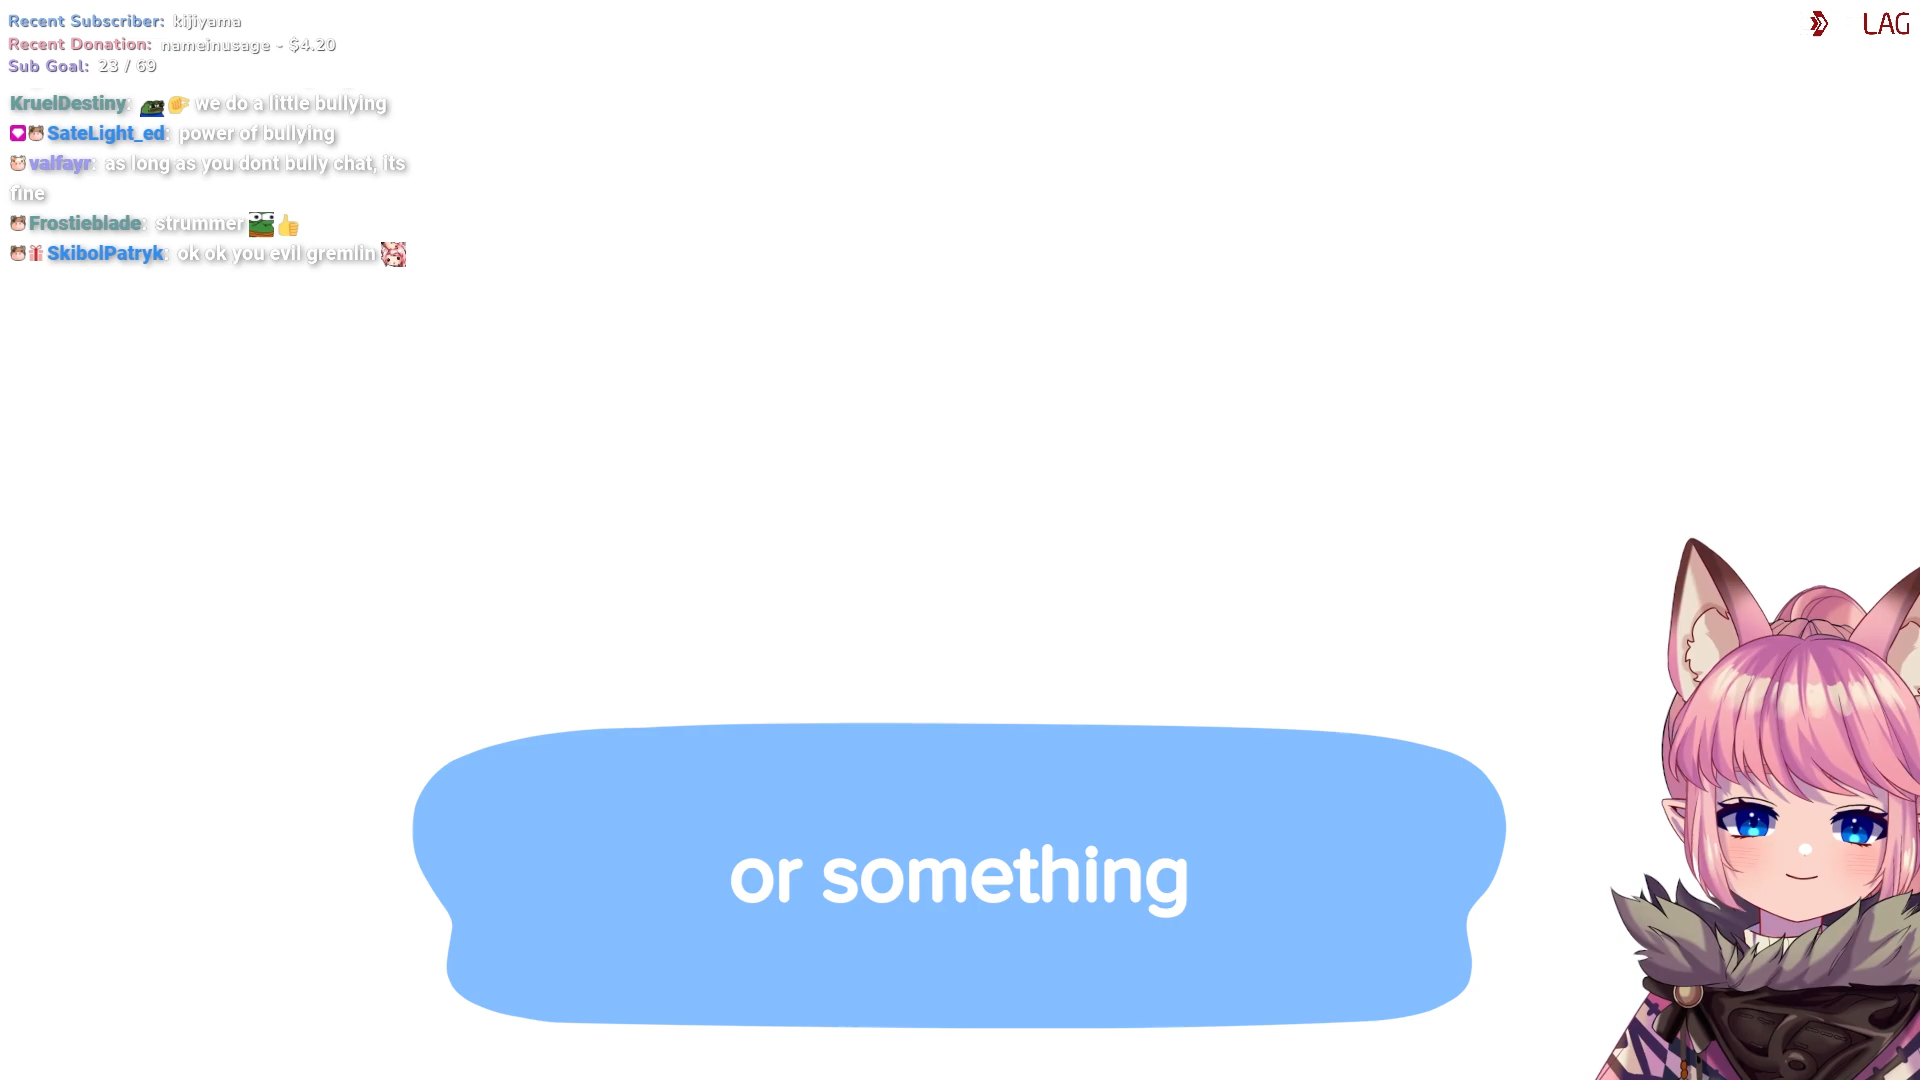 Recent Subscriber: kijiyama
Recent Donation: nameinusage - $4.20
Sub Goal: 23 / 69
LAG
KruelDestiny: we do a little bullying
SateLight_ed: power of bullying
valfayr: as long as you dont bully chat, its
fine
Frostieblade: strummer
SkibolPatryk: ok ok you evil gremlin
or something